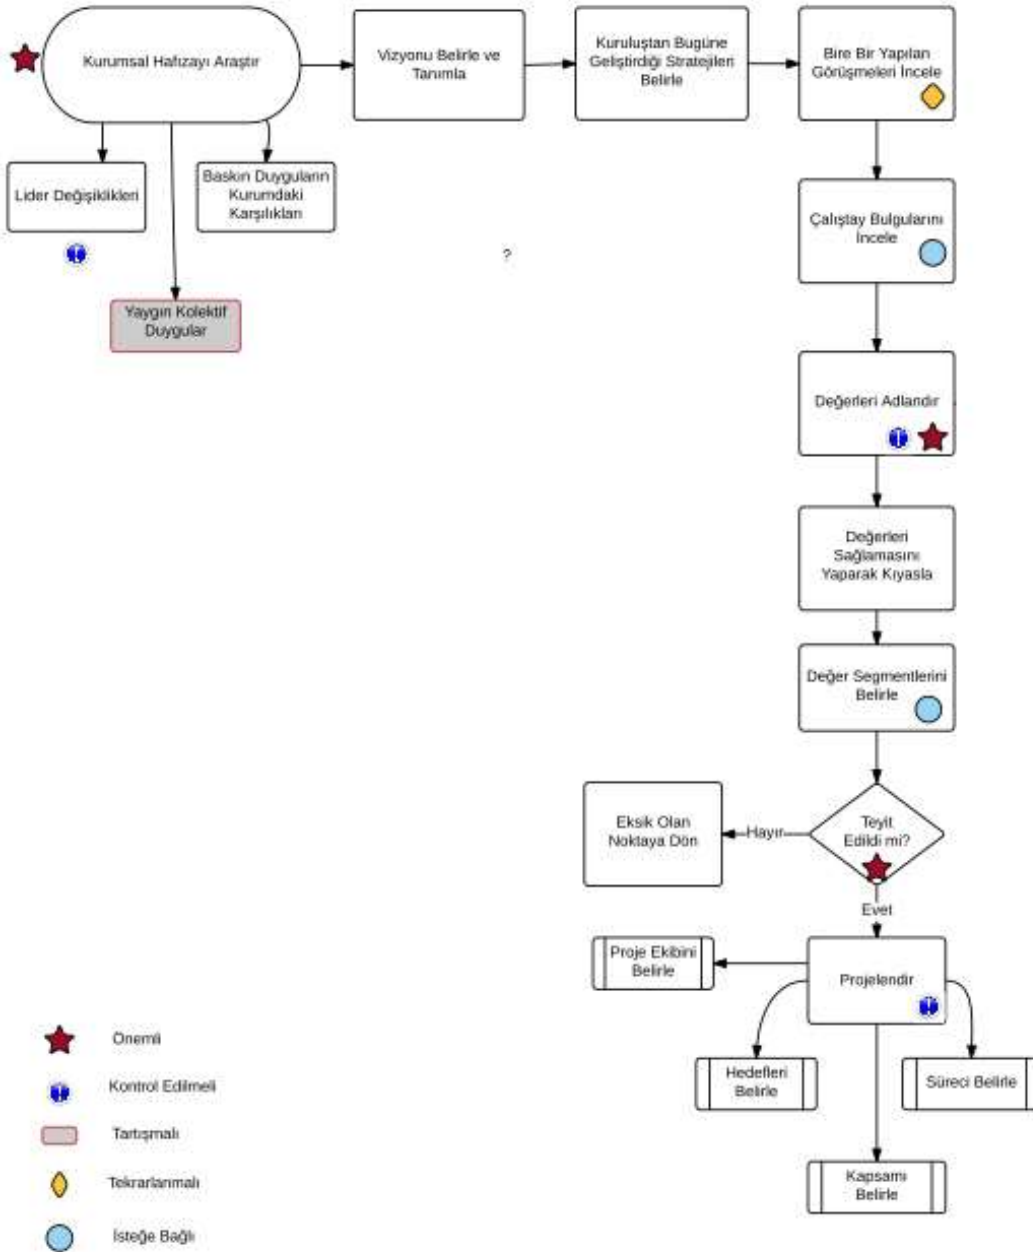 Kurumsal Hafızayı Araştır
Vizyonu Belirle ve
Tanımla
Kuruluştan Bugüne
Geliştirdiği Stratejileri
Belirle
Bire Bir Yapılan
Görüşmeleri İncele
Lider Değişiklikleri
Baskın Duyguların
Kurumdaki
Karşılıkları
?
Yaygın Kolektif
Duygular
Çalıştay Bulgularını
İncele
Değerleri Adlandır
Değerleri
Sağlamasını
Yaparak Kıyasla
Değer Segmentlerini
Belirle
Teyit
Edildi mi?
Hayır
Eksik Olan
Noktaya Dön
Evet
Projelendir
Proje Ekibini
Belirle
Hedefleri
Belirle
Süreci Belirle
Kapsamı
Belirle
Önemli
Kontrol Edilmeli
Tartışmalı
Tekrarlanmalı
İsteğe Bağlı